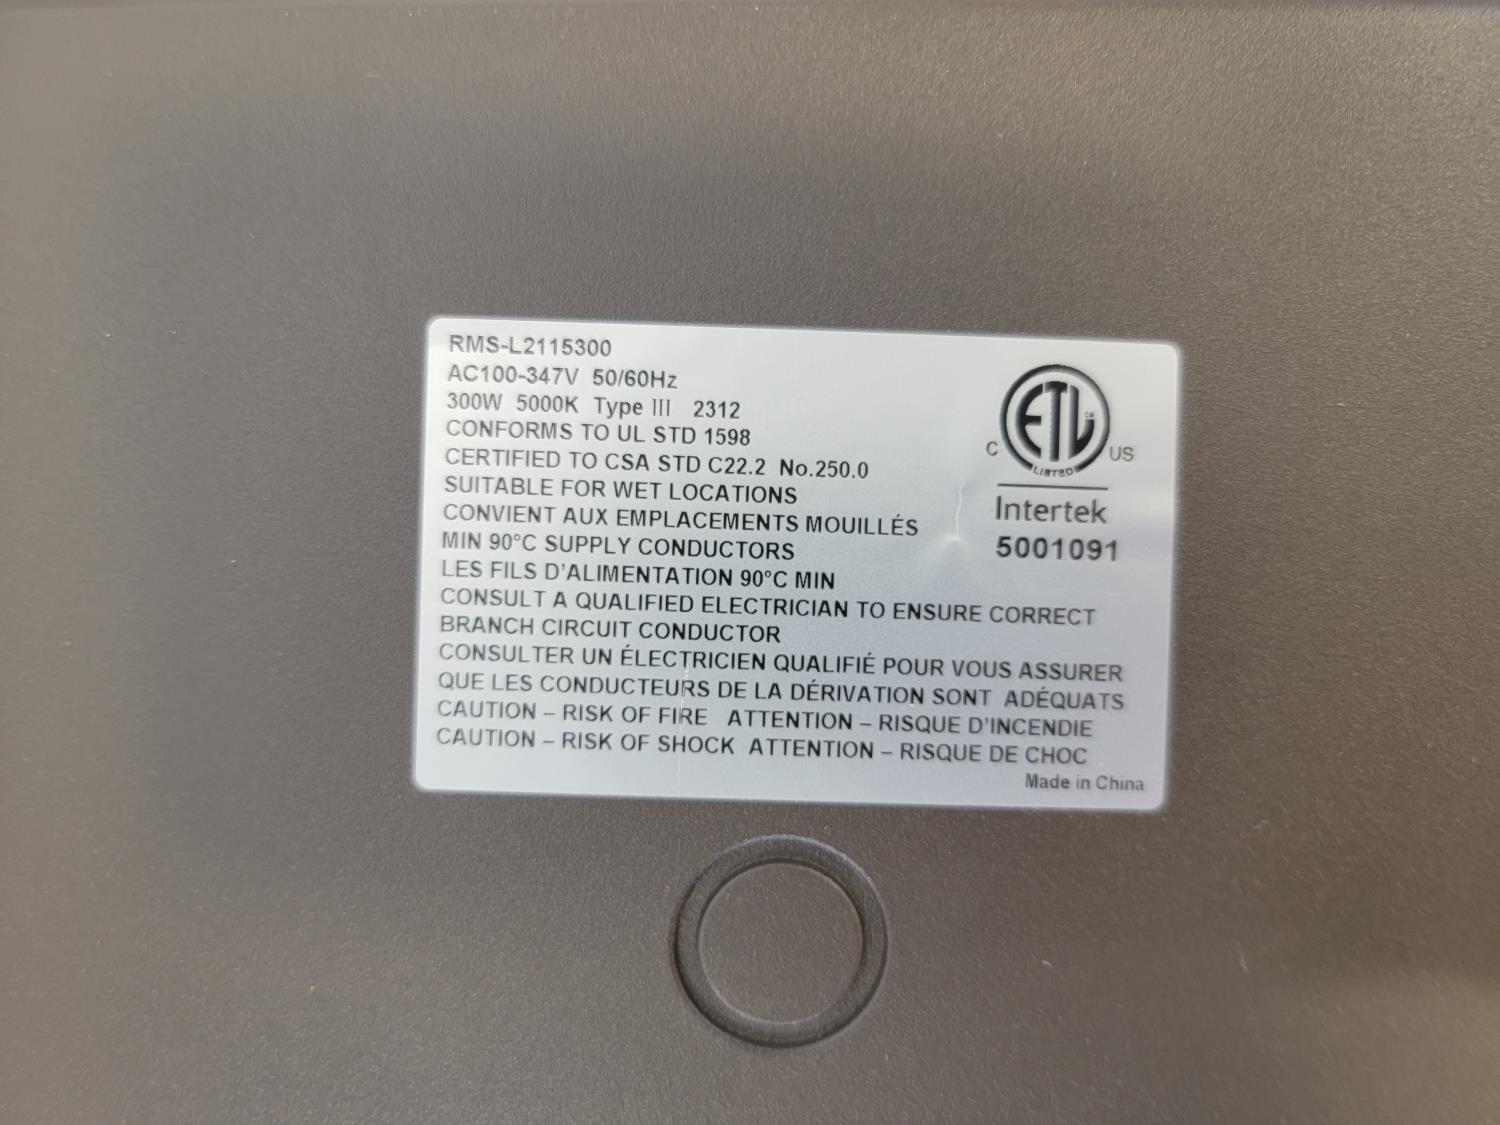 RMS-L2115300
AC100-347V 50/60Hz
300W 5000K Type III 2312
CONFORMS TO UL STD 1598
CERTIFIED TO CSA STD C22.2 No.250.0
SUITABLE FOR WET LOCATIONS
CONVIENT AUX EMPLACEMENTS MOUILLÉS
MIN 90°C SUPPLY CONDUCTORS
LES FILS D'ALIMENTATION 90°C MIN
CONSULT A QUALIFIED ELECTRICIAN TO ENSURE CORRECT
BRANCH CIRCUIT CONDUCTOR
CONSULTER UN ÉLECTRICIEN QUALIFIÉ POUR VOUS ASSURER
QUE LES CONDUCTEURS DE LA DÉRIVATION SONT ADÉQUATS
CAUTION – RISK OF FIRE ATTENTION – RISQUE D'INCENDIE
CAUTION – RISK OF SHOCK ATTENTION – RISQUE DE CHOC
Made in China
ETL CM
LISTED
C US
Intertek
5001091